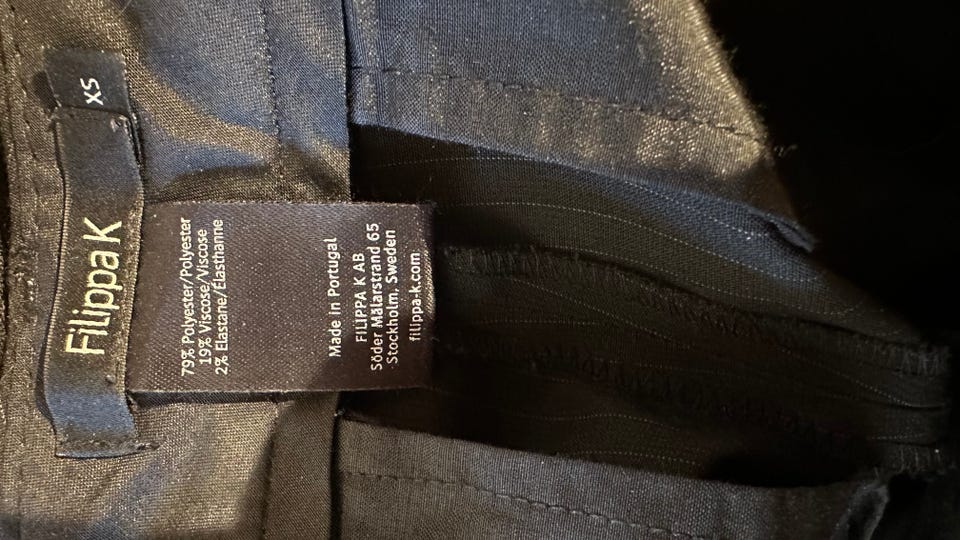 XS
Filippa K
79% Polyester/Polyester
19% Viscose/Viscose
2% Elastane/Élasthanne
Made in Portugal
FILIPPA K AB
Söder Mälarstrand 65
Stockholm. Sweden
filippa-k.com